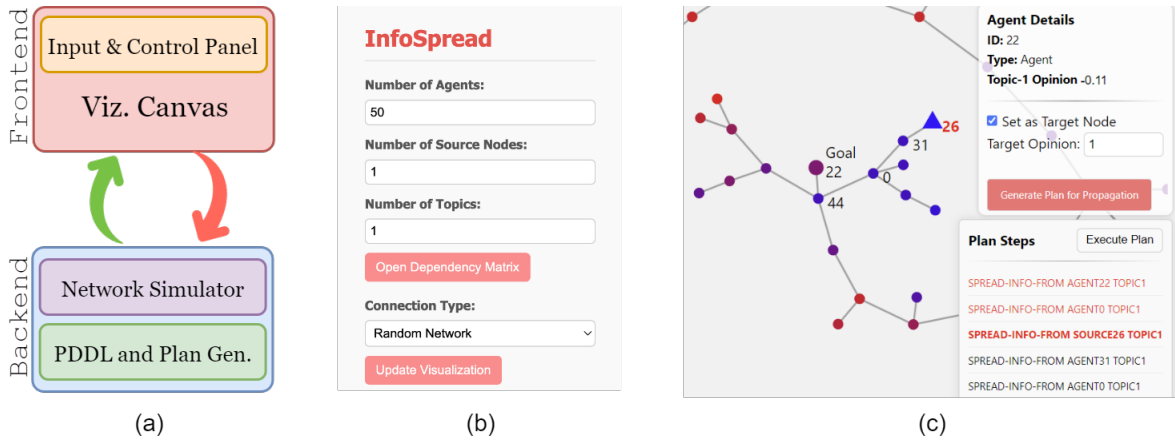 Frontend
Input & Control Panel
Viz. Canvas
Backend
Network Simulator
PDDL and Plan Gen.
(a)
InfoSpread
Number of Agents:
50
Number of Source Nodes:
1
Number of Topics:
1
Open Dependency Matrix
Connection Type:
Random Network
Update Visualization
(b)
26
31
Goal
22
0
44
Agent Details
ID: 22
Type: Agent
Topic-1 Opinion -0.11
Set as Target Node
Target Opinion: 1
Generate Plan for Propagation
Plan Steps Execute Plan
SPREAD-INFO-FROM AGENT22 TOPIC1
SPREAD-INFO-FROM AGENT0 TOPIC1
SPREAD-INFO-FROM SOURCE26 TOPIC1
SPREAD-INFO-FROM AGENT31 TOPIC1
SPREAD-INFO-FROM AGENT0 TOPIC1
(c)